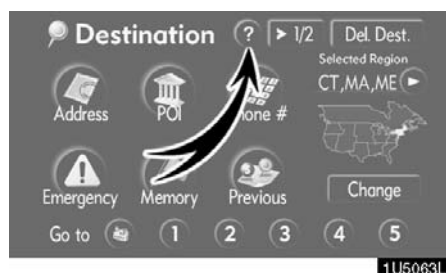 Destination ? 1/2 Del. Dest.
Selected Region
CT,MA,ME
Address POI hone #
Emergency Memory Previous Change
Go to 1 2 3 4 5
1U5063L